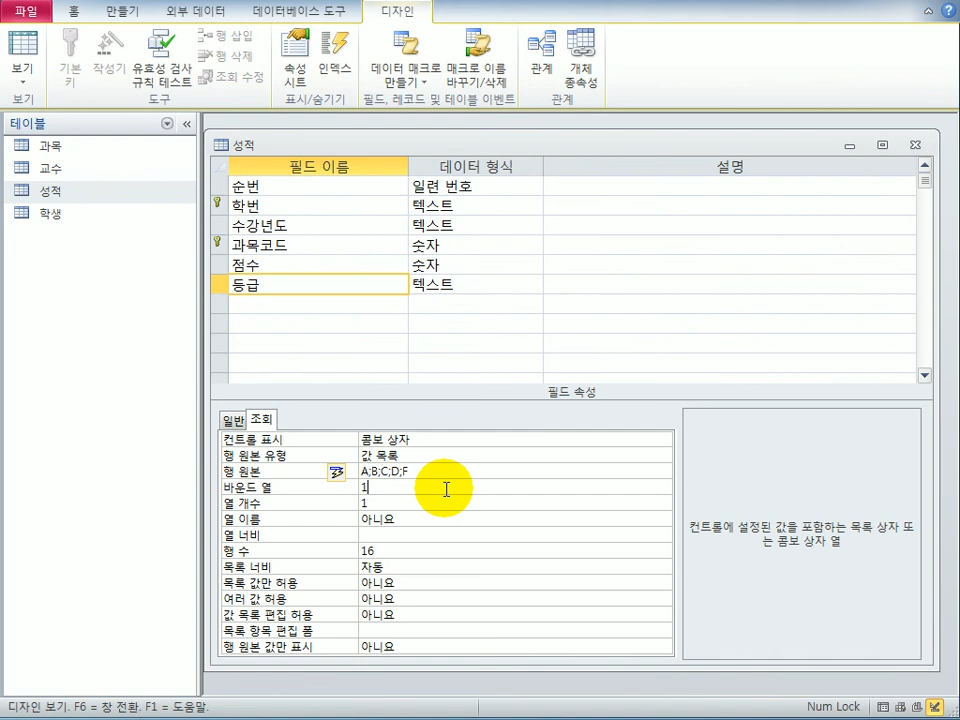 파일 홈 만들기 외부 데이터 데이터베이스 도구 디자인
보기 기본 키 작성기 유효성 검사 규칙 테스트 행 삽입 행 삭제 조회 수정 속성 시트 인덱스 데이터 매크로 만들기 매크로 이름 바꾸기/삭제 관계 개체 종속성
보기 도구 표시/숨기기 필드, 레코드 및 테이블 이벤트 관계
테이블
과목
교수
성적
학생
성적
필드 이름 데이터 형식 설명
순번 일련 번호
학번 텍스트
수강년도 텍스트
과목코드 숫자
점수 숫자
등급 텍스트
필드 속성
일반 조회
컨트롤 표시 콤보 상자
행 원본 유형 값 목록
행 원본 A;B;C;D;F
바운드 열 1
열 개수 1
열 이름 아니요
열 너비
행 수 16
목록 너비 자동
목록 값만 허용 아니요
여러 값 허용 아니요
값 목록 편집 허용 아니요
목록 항목 편집 폼
행 원본 값만 표시 아니요
컨트롤에 설정된 값을 포함하는 목록 상자 또
는 콤보 상자 열
디자인 보기. F6 = 창 전환. F1 = 도움말. Num Lock